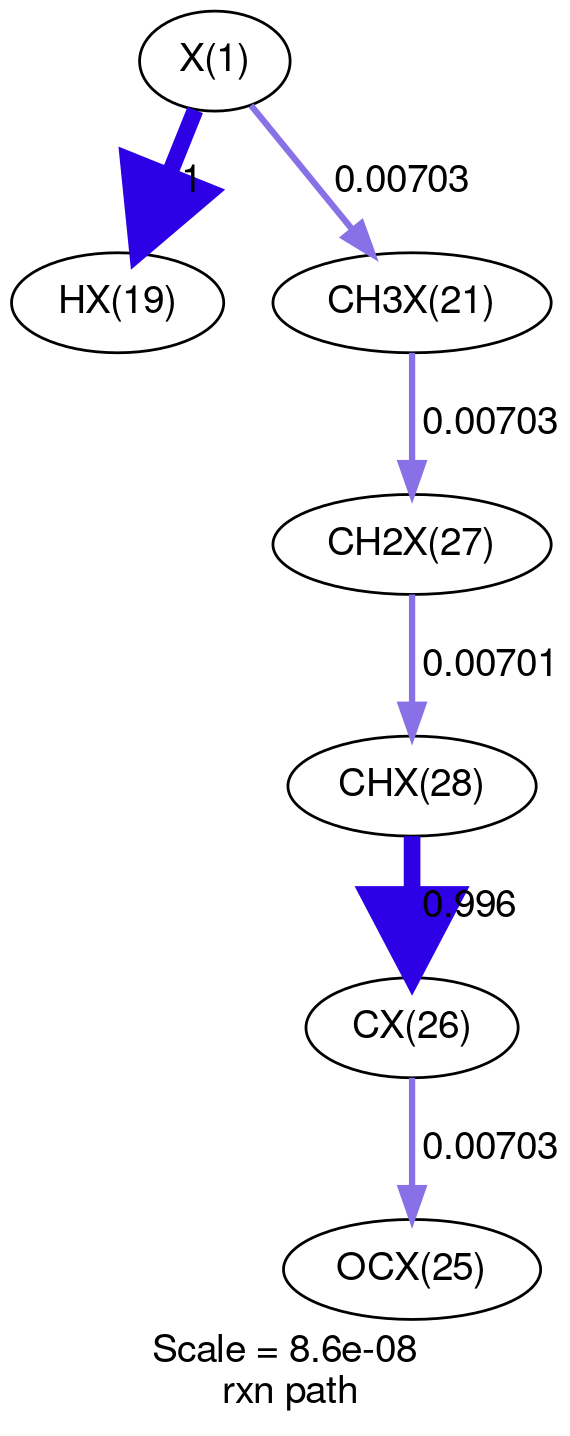 X(1)
1
0.00703
HX(19)
CH3X(21)
0.00703
CH2X(27)
0.00701
CHX(28)
0.996
CX(26)
0.00703
OCX(25)
Scale = 8.6e-08
rxn path